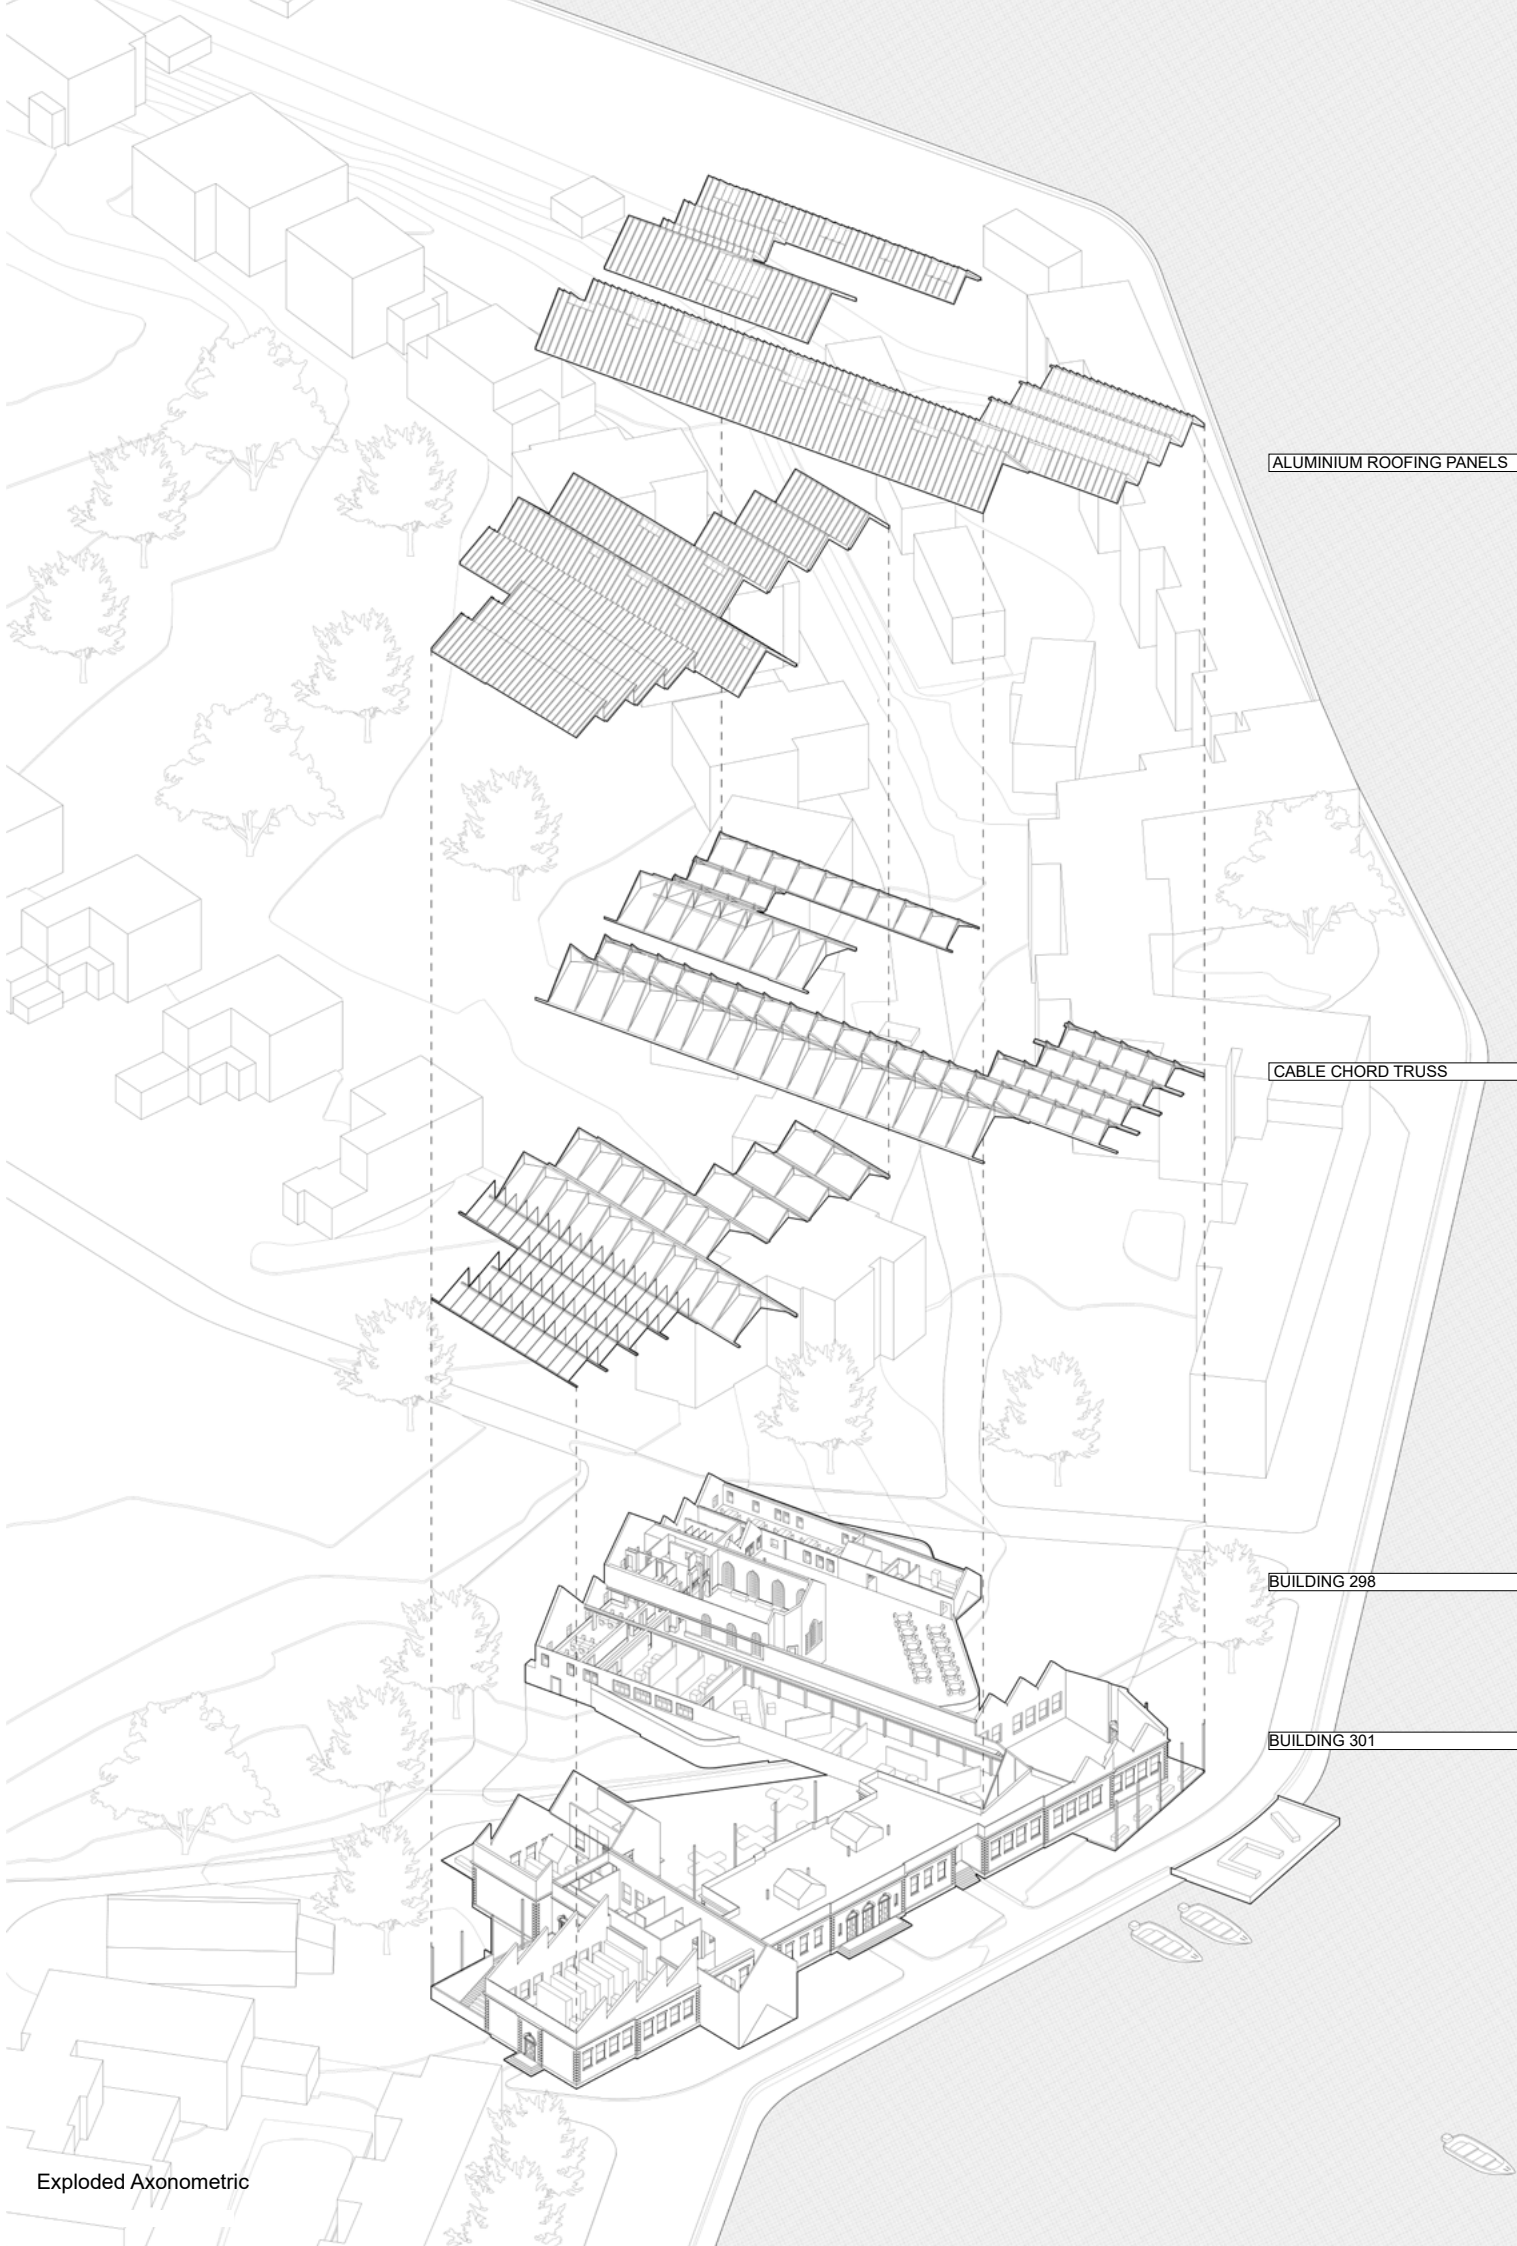 ALUMINIUM ROOFING PANELS
CABLE CHORD TRUSS
BUILDING 298
BUILDING 301
Exploded Axonometric